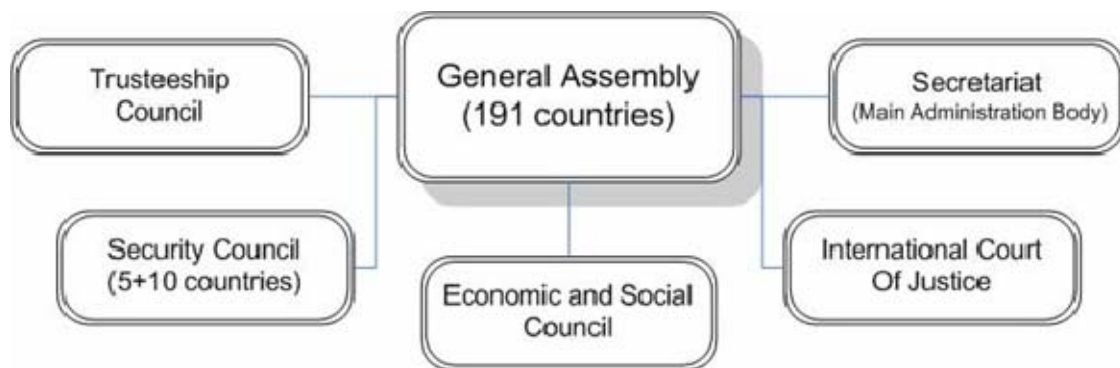 Trusteeship
Council
General Assembly
(191 countries)
Secretariat
(Main Administration Body)
Security Council
(5+10 countries)
Economic and Social
Council
International Court
Of Justice